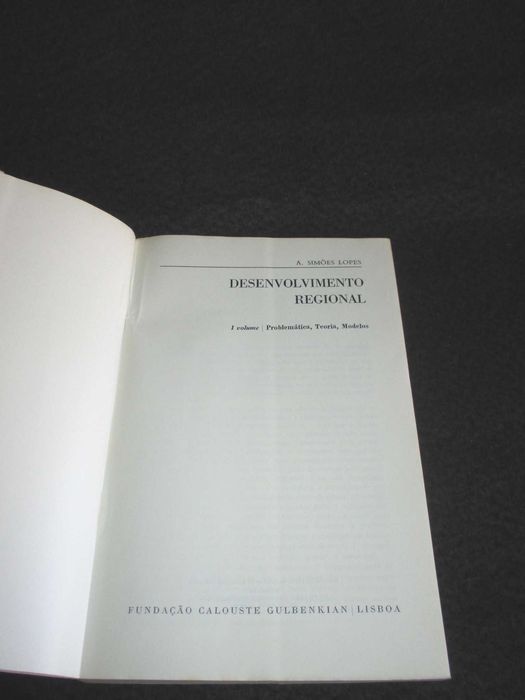 A. SIMÕES LOPES
DESENVOLVIMENTO
REGIONAL
I volume | Problemática, Teoria, Modelos
FUNDAÇÃO CALOUSTE GULBENKIAN | LISBOA